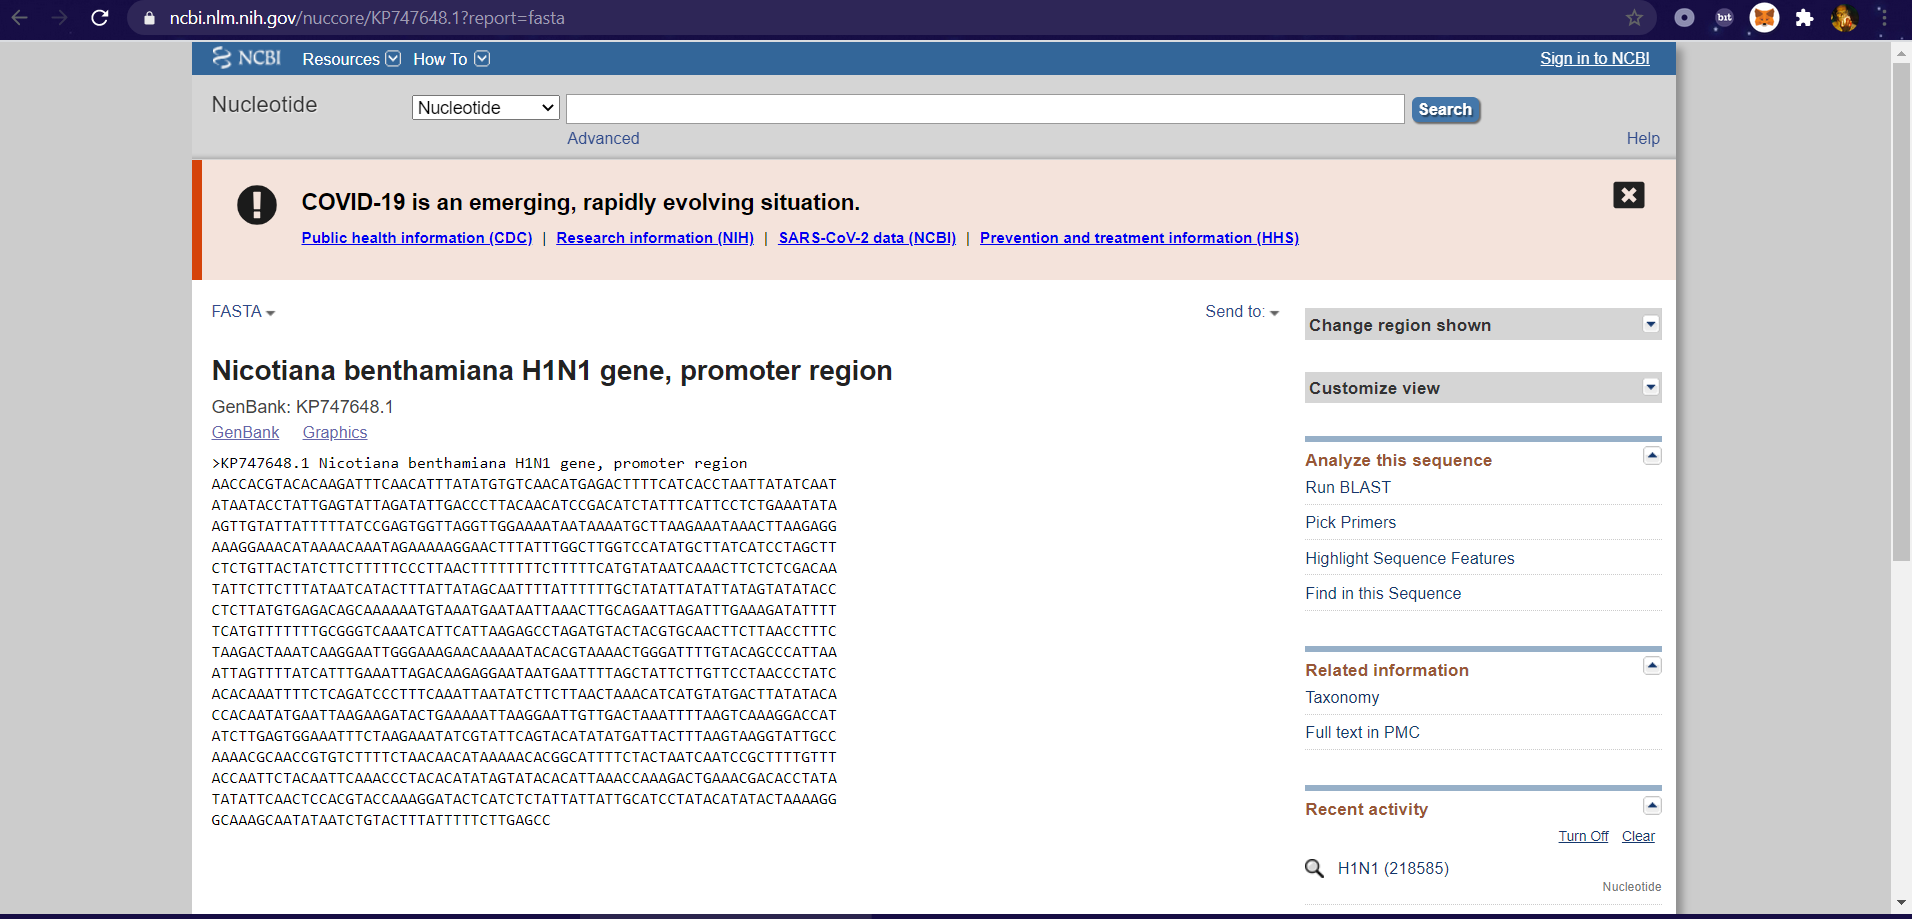 ncbi.nlm.nih.gov/nuccore/KP747648.1?report=fasta
bit
NCBI Resources How To Sign in to NCBI
Nucleotide Nucleotide Search
Advanced Help
COVID-19 is an emerging, rapidly evolving situation.
Public health information (CDC) | Research information (NIH) | SARS-CoV-2 data (NCBI) | Prevention and treatment information (HHS)
FASTA Send to:
Nicotiana benthamiana H1N1 gene, promoter region
GenBank: KP747648.1
GenBank Graphics
>KP747648.1 Nicotiana benthamiana H1N1 gene, promoter region
AACCACGTACACAAGATTTCAACATTTATATGTGTCAACATGAGACTTTTCATCACCTAATTATATCAAT
ATAATACCTATTGAGTATTAGATATTGACCCTTACAACATCCGACATCTATTTCATTCCTCTGAAATATA
AGTTGTATTATTTTTATCCGAGTGGTTAGGTTGGAAAATAATAAAATGCTTAAGAAATAAACTTAAGAGG
AAAGGAAACATAAAACAAATAGAAAAAGGAACTTTATTTGGCTTGGTCCATATGCTTATCATCCTAGCTT
CTCTGTTACTATCTTCTTTTTCCCTTAACTTTTTTTTCTTTTTCATGTATAATCAAACTTCTCTCGACAA
TATTCTTCTTTATAATCATACTTTATTATAGCAATTTTATTTTTTGCTATATTATATTATAGTATATACC
CTCTTATGTGAGACAGCAAAAAATGTAAATGAATAATTAAACTTGCAGAATTAGATTTGAAAGATATTTT
TCATGTTTTTTTGCGGGTCAAATCATTCATTAAGAGCCTAGATGTACTACGTGCAACTTCTTAACCTTTC
TAAGACTAAATCAAGGAATTGGGAAAGAACAAAAATACACGTAAAACTGGGATTTTGTACAGCCCATTAA
ATTAGTTTTATCATTTGAAATTAGACAAGAGGAATAATGAATTTTAGCTATTCTTGTTCCTAACCCTATC
ACACAAATTTTCTCAGATCCCTTTCAAATTAATATCTTCTTAACTAAACATCATGTATGACTTATATACA
CCACAATATGAATTAAGAAGATACTGAAAAATTAAGGAATTGTTGACTAAATTTTAAGTCAAAGGACCAT
ATCTTGAGTGGAAATTTCTAAGAAATATCGTATTCAGTACATATATGATTACTTTAAGTAAGGTATTGCC
AAAACGCAACCGTGTCTTTTCTAACAACATAAAAACACGGCATTTTCTACTAATCAATCCGCTTTTGTTT
ACCAATTCTACAATTCAAACCCTACACATATAGTATACACATTAAACCAAAGACTGAAACGACACCTATA
TATATTCAACTCCACGTACCAAAGGATACTCATCTCTATTATTATTGCATCCTATACATATACTAAAAGG
GCAAAGCAATATAATCTGTACTTTATTTTTCTTGAGCC
Change region shown
Customize view
Analyze this sequence
Run BLAST
Pick Primers
Highlight Sequence Features
Find in this Sequence
Related information
Taxonomy
Full text in PMC
Recent activity
Turn Off Clear
H1N1 (218585)
Nucleotide